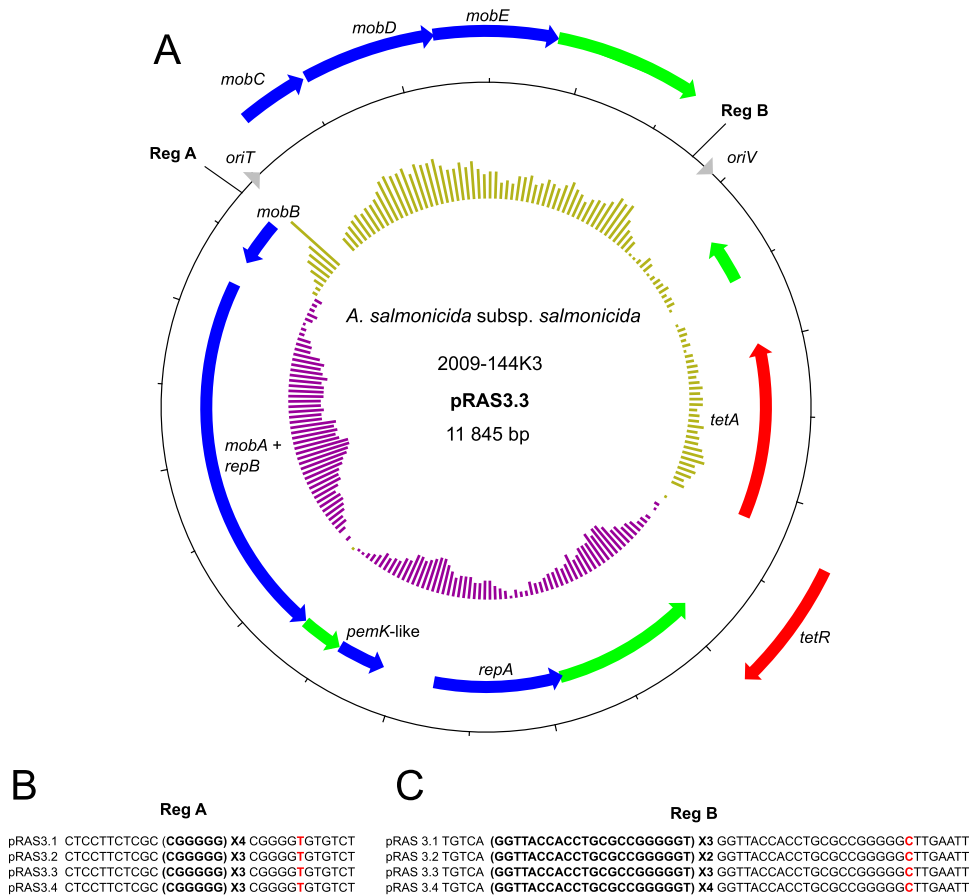 A
mobE
mobD
mobC
Reg B
Reg A
oriT
oriV
mobB
A. salmonicida subsp. salmonicida
2009-144K3
pRAS3.3
11 845 bp
tetA
mobA +
repB
pemK-like
tetR
repA
B
Reg A
pRAS3.1 CTCCTTCTCGC (CGGGGG) X4 CGGGGTGTGTCT
pRAS3.2 CTCCTTCTCGC (CGGGGG) X3 CGGGGTGTGTCT
pRAS3.3 CTCCTTCTCGC (CGGGGG) X3 CGGGGTGTGTCT
pRAS3.4 CTCCTTCTCGC (CGGGGG) X3 CGGGGTGTGTCT
C
Reg B
pRAS 3.1 TGTCA (GGTTACCACCTGCGCCGGGGGT) X3 GGTTACCACCTGCGCCGGGGGCTTGAATT
pRAS 3.2 TGTCA (GGTTACCACCTGCGCCGGGGGT) X2 GGTTACCACCTGCGCCGGGGGCTTGAATT
pRAS 3.3 TGTCA (GGTTACCACCTGCGCCGGGGGT) X3 GGTTACCACCTGCGCCGGGGGCTTGAATT
pRAS 3.4 TGTCA (GGTTACCACCTGCGCCGGGGGT) X4 GGTTACCACCTGCGCCGGGGGCTTGAATT